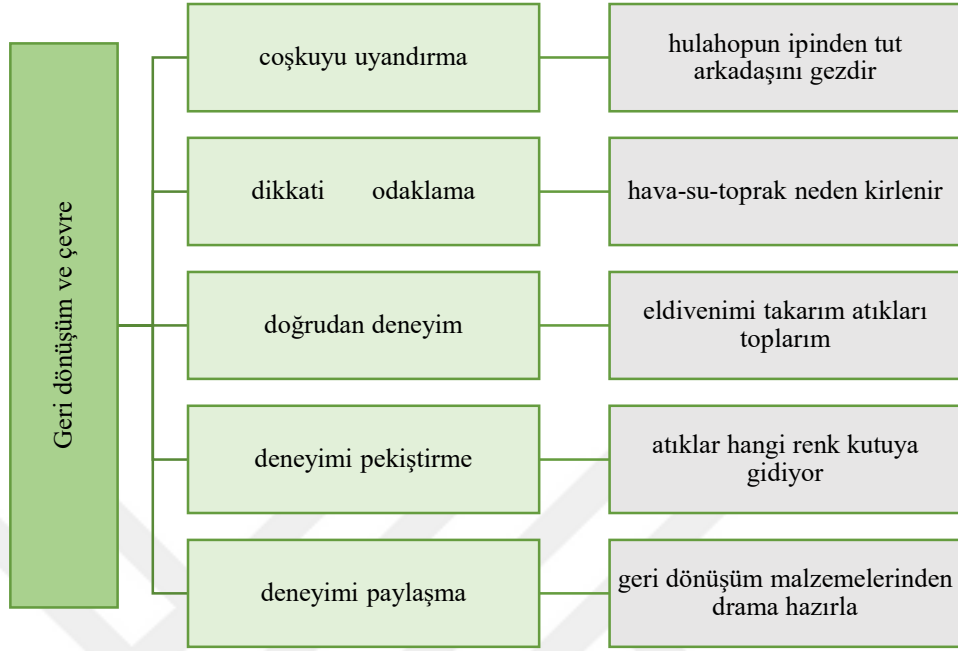 Geri dönüşüm ve çevre
coşkuyu uyandırma
hulahopun ipinden tut
arkadaşını gezdir
dikkati odaklama
hava-su-toprak neden kirlenir
doğrudan deneyim
eldivenimi takarım atıkları
toplarım
deneyimi pekiştirme
atıklar hangi renk kutuya
gidiyor
deneyimi paylaşma
geri dönüşüm malzemelerinden
drama hazırla